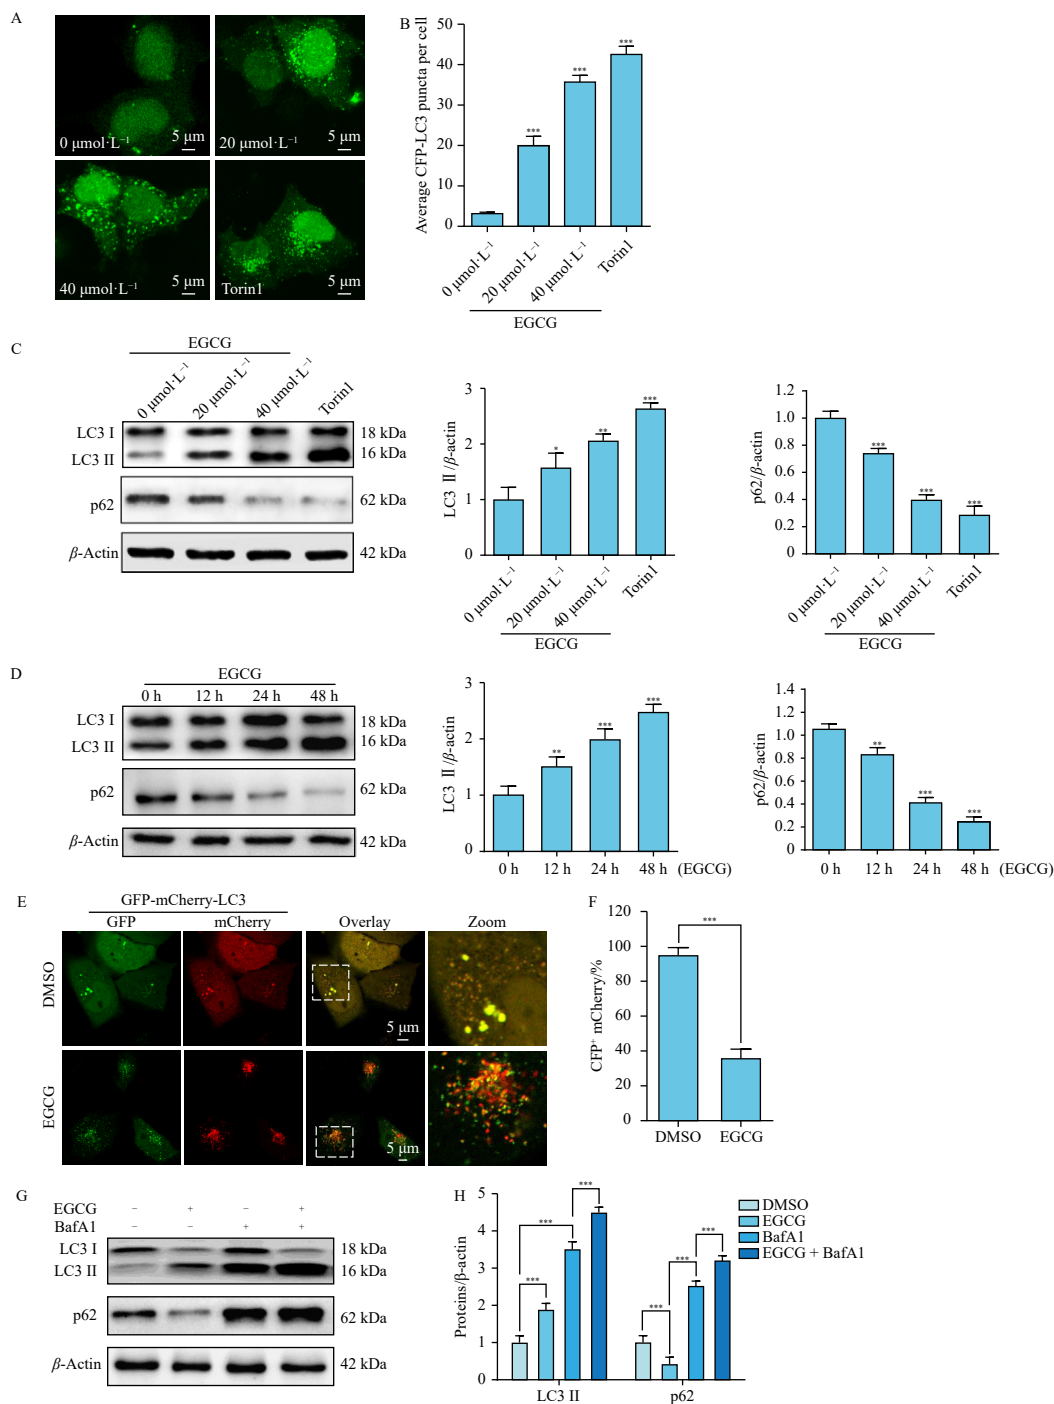 A
0 μmol·L⁻¹
5 μm
20 μmol·L⁻¹
5 μm
40 μmol·L⁻¹
5 μm
Torin1
5 μm
B
Average CFP-LC3 puncta per cell
50
40
30
20
10
0
***
***
***
0 μmol·L⁻¹
20 μmol·L⁻¹
40 μmol·L⁻¹
Torin1
EGCG
C
EGCG
0 μmol·L⁻¹
20 μmol·L⁻¹
40 μmol·L⁻¹
Torin1
LC3 I
18 kDa
LC3 II
16 kDa
p62
62 kDa
β-Actin
42 kDa
LC3 II/β-actin
3
2
1
0
*
**
***
0 μmol·L⁻¹
20 μmol·L⁻¹
40 μmol·L⁻¹
Torin1
EGCG
p62/β-actin
1.2
1.0
0.8
0.6
0.4
0.2
0
***
***
***
0 μmol·L⁻¹
20 μmol·L⁻¹
40 μmol·L⁻¹
Torin1
EGCG
D
EGCG
0 h 12 h 24 h 48 h
LC3 I
18 kDa
LC3 II
16 kDa
p62
62 kDa
β-Actin
42 kDa
LC3 II/β-actin
3
2
1
0
**
***
***
0 h 12 h 24 h 48 h (EGCG)
p62/β-actin
1.4
1.2
1.0
0.8
0.6
0.4
0.2
0
**
***
***
0 h 12 h 24 h 48 h (EGCG)
E
GFP-mCherry-LC3
GFP mCherry Overlay Zoom
DMSO
5 μm
EGCG
5 μm
F
CFP⁺ mCherry/%
120
100
80
60
40
20
0
***
DMSO EGCG
G
EGCG - + - +
BafA1 - - + +
LC3 I
18 kDa
LC3 II
16 kDa
p62
62 kDa
β-Actin
42 kDa
H
Proteins/β-actin
5
4
3
2
1
0
***
***
***
***
***
***
LC3 II p62
DMSO
EGCG
BafA1
EGCG + BafA1